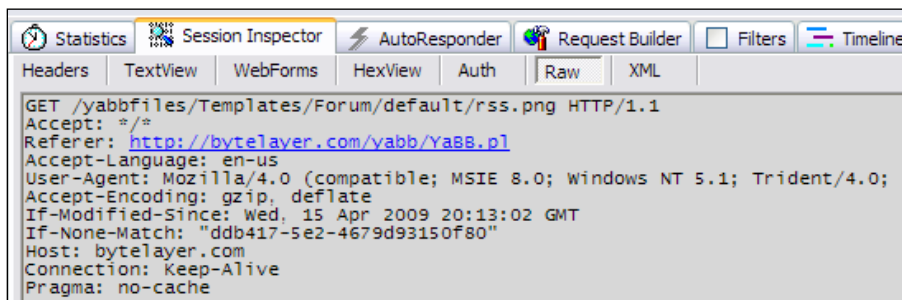 Statistics Session Inspector AutoResponder Request Builder Filters Timeline
Headers TextView WebForms HexView Auth Raw XML
GET /yabbfiles/Templates/Forum/default/rss.png HTTP/1.1
Accept: */*
Referer: http://bytelayer.com/yabb/YaBB.pl
Accept-Language: en-us
User-Agent: Mozilla/4.0 (compatible; MSIE 8.0; Windows NT 5.1; Trident/4.0;
Accept-Encoding: gzip, deflate
If-Modified-Since: Wed, 15 Apr 2009 20:13:02 GMT
If-None-Match: "ddb417-5e2-4679d93150f80"
Host: bytelayer.com
Connection: Keep-Alive
Pragma: no-cache